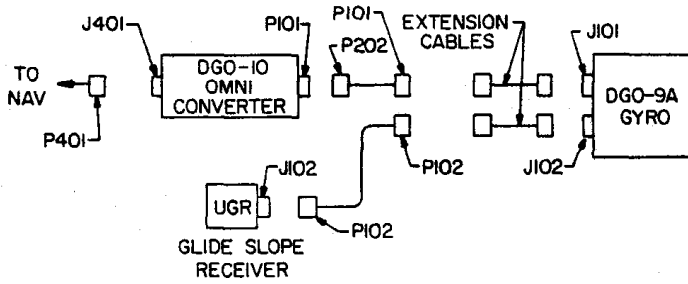 J401
P101
P101
EXTENSION
CABLES
J101
P202
TO
NAV
DGO-10
OMNI
CONVERTER
DGO-9A
GYRO
P401
P102
J102
J102
UGR
P102
GLIDE SLOPE
RECEIVER